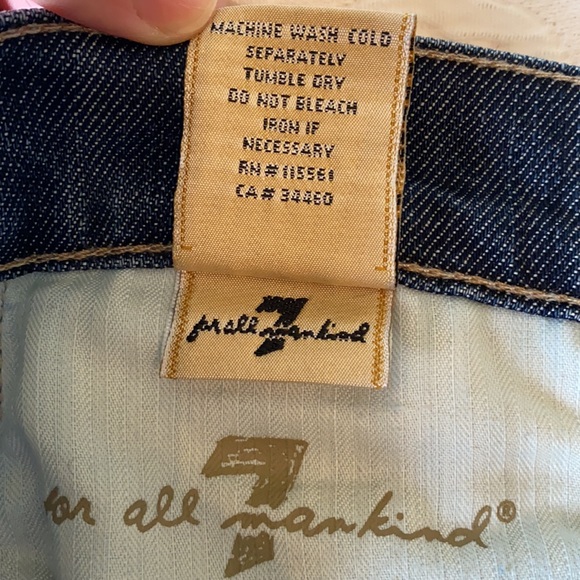 MACHINE WASH COLD
SEPARATELY
TUMBLE DRY
DO NOT BLEACH
IRON IF
NECESSARY
RN# 115561
CA# 34460
7
for all mankind
7
for all mankind®